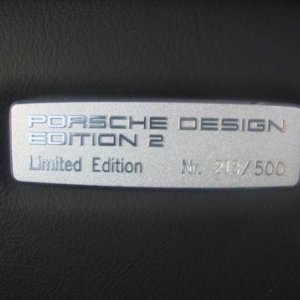 PORSCHE DESIGN
EDITION 2
Limited Edition Nr. 213/500